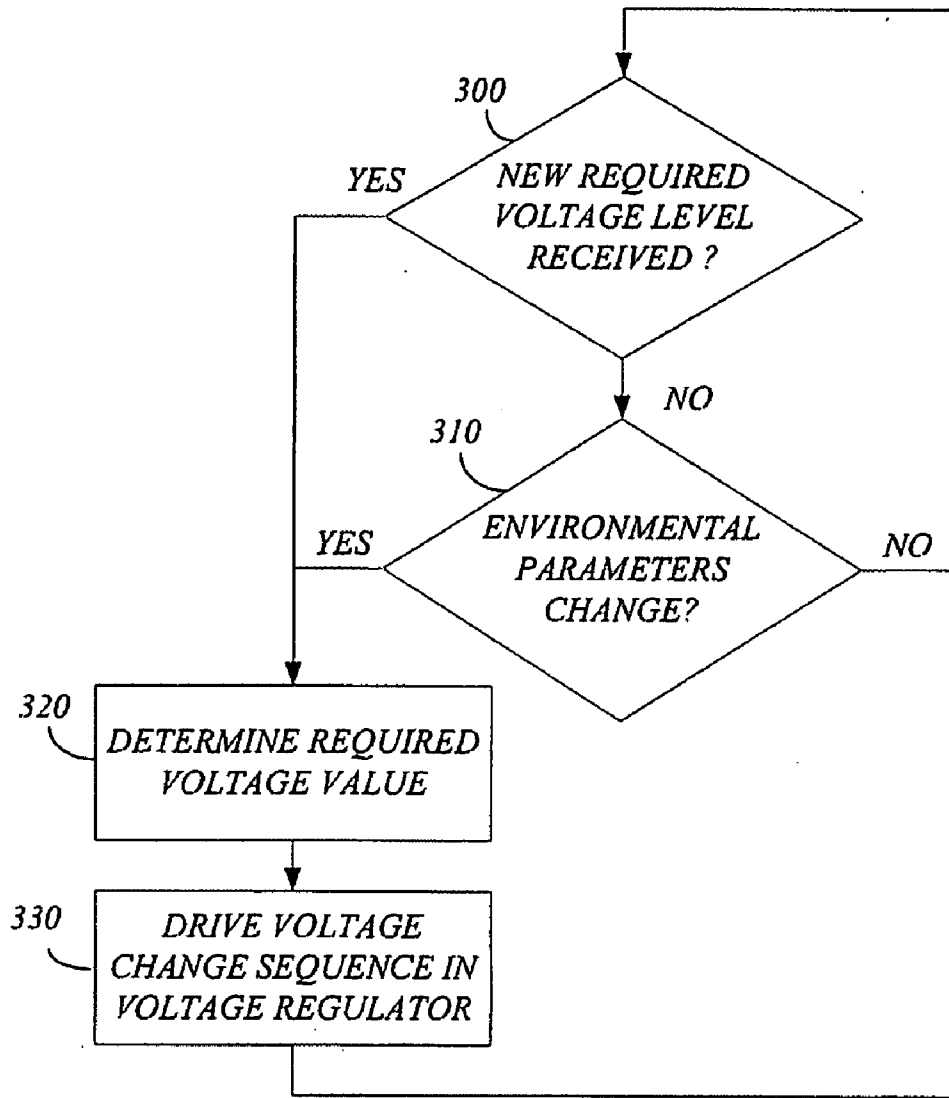 300
YES
NEW REQUIRED
VOLTAGE LEVEL
RECEIVED ?
NO
310
YES
ENVIRONMENTAL
PARAMETERS
CHANGE?
NO
320
DETERMINE REQUIRED
VOLTAGE VALUE
330
DRIVE VOLTAGE
CHANGE SEQUENCE IN
VOLTAGE REGULATOR